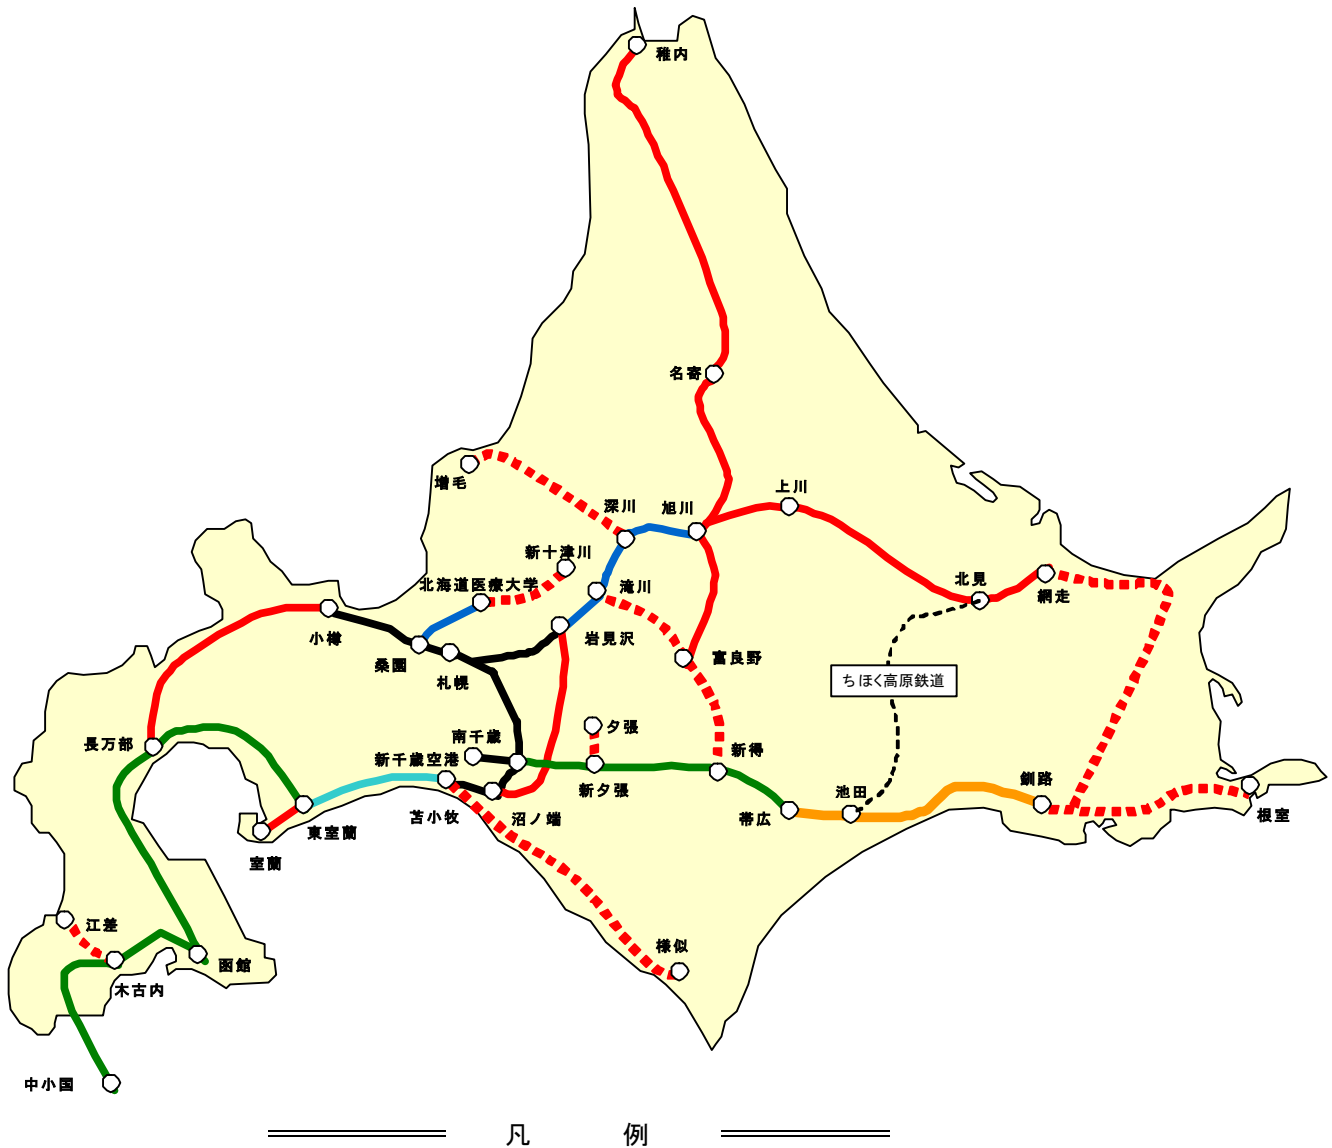 稚内
名寄
増毛
深川
旭川
上川
新十津川
北海道医療大学
滝川
北見
網走
小樽
桑園
札幌
岩見沢
富良野
ちほく高原鉄道
長万部
南千歳
新千歳空港
夕張
新夕張
新得
池田
釧路
根室
東室蘭
室蘭
苫小牧
沼ノ端
帯広
江差
木古内
函館
様似
中小国
凡 例